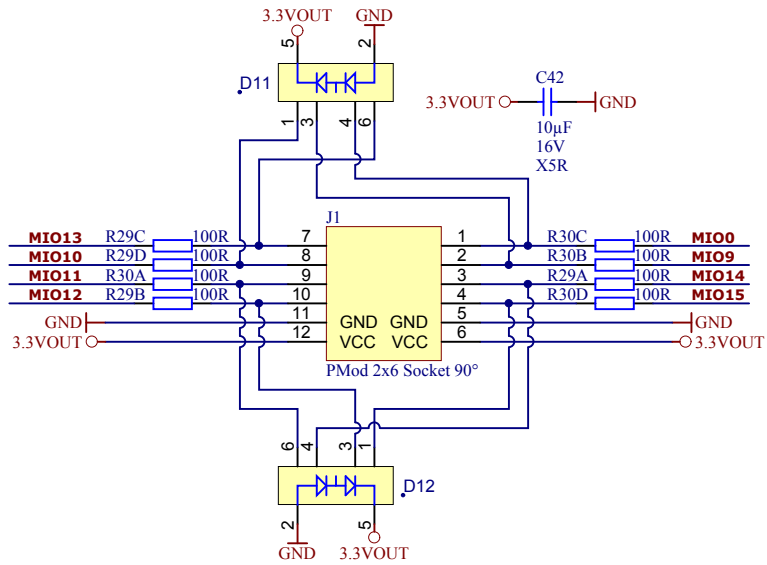 3.3VOUT GND
5 2
D11
1 3 4 6
C42
3.3VOUT GND
10µF
16V
X5R
J1
MIO13 R29C 100R 7 1 R30C 100R MIO0
MIO10 R29D 100R 8 2 R30B 100R MIO9
MIO11 R30A 100R 9 3 R29A 100R MIO14
MIO12 R29B 100R 10 4 R30D 100R MIO15
GND 11 GND GND 5 GND
3.3VOUT 12 VCC VCC 6 3.3VOUT
PMod 2x6 Socket 90°
6 4 3 1
D12
2 5
GND 3.3VOUT